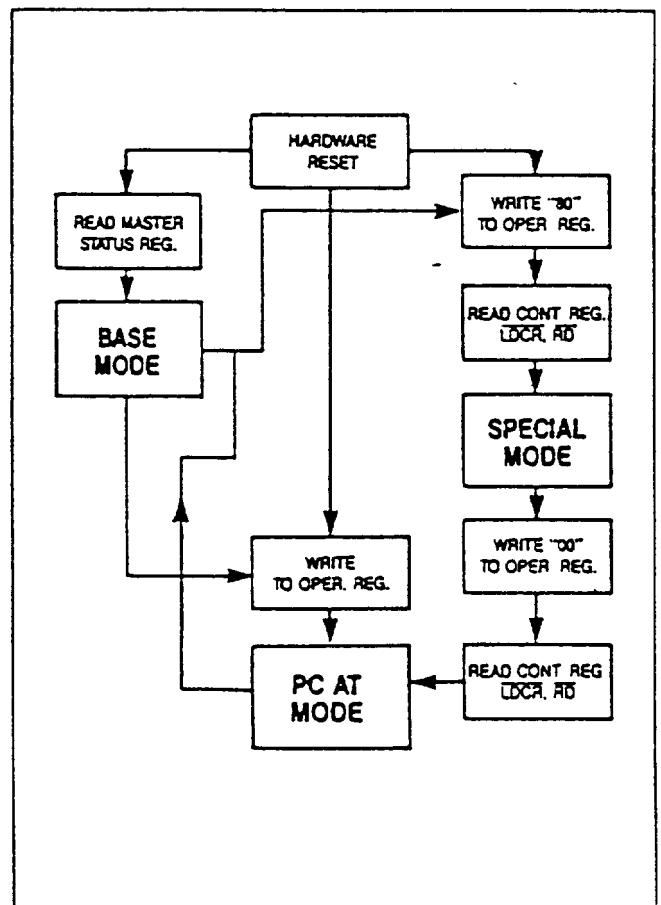 HARDWARE
RESET
READ MASTER
STATUS REG.
WRITE "80"
TO OPER REG.
BASE
MODE
READ CONT REG.
LDCR, RD
SPECIAL
MODE
WRITE
TO OPER. REG.
WRITE "00"
TO OPER REG.
PC AT
MODE
READ CONT REG
LDCR, RD